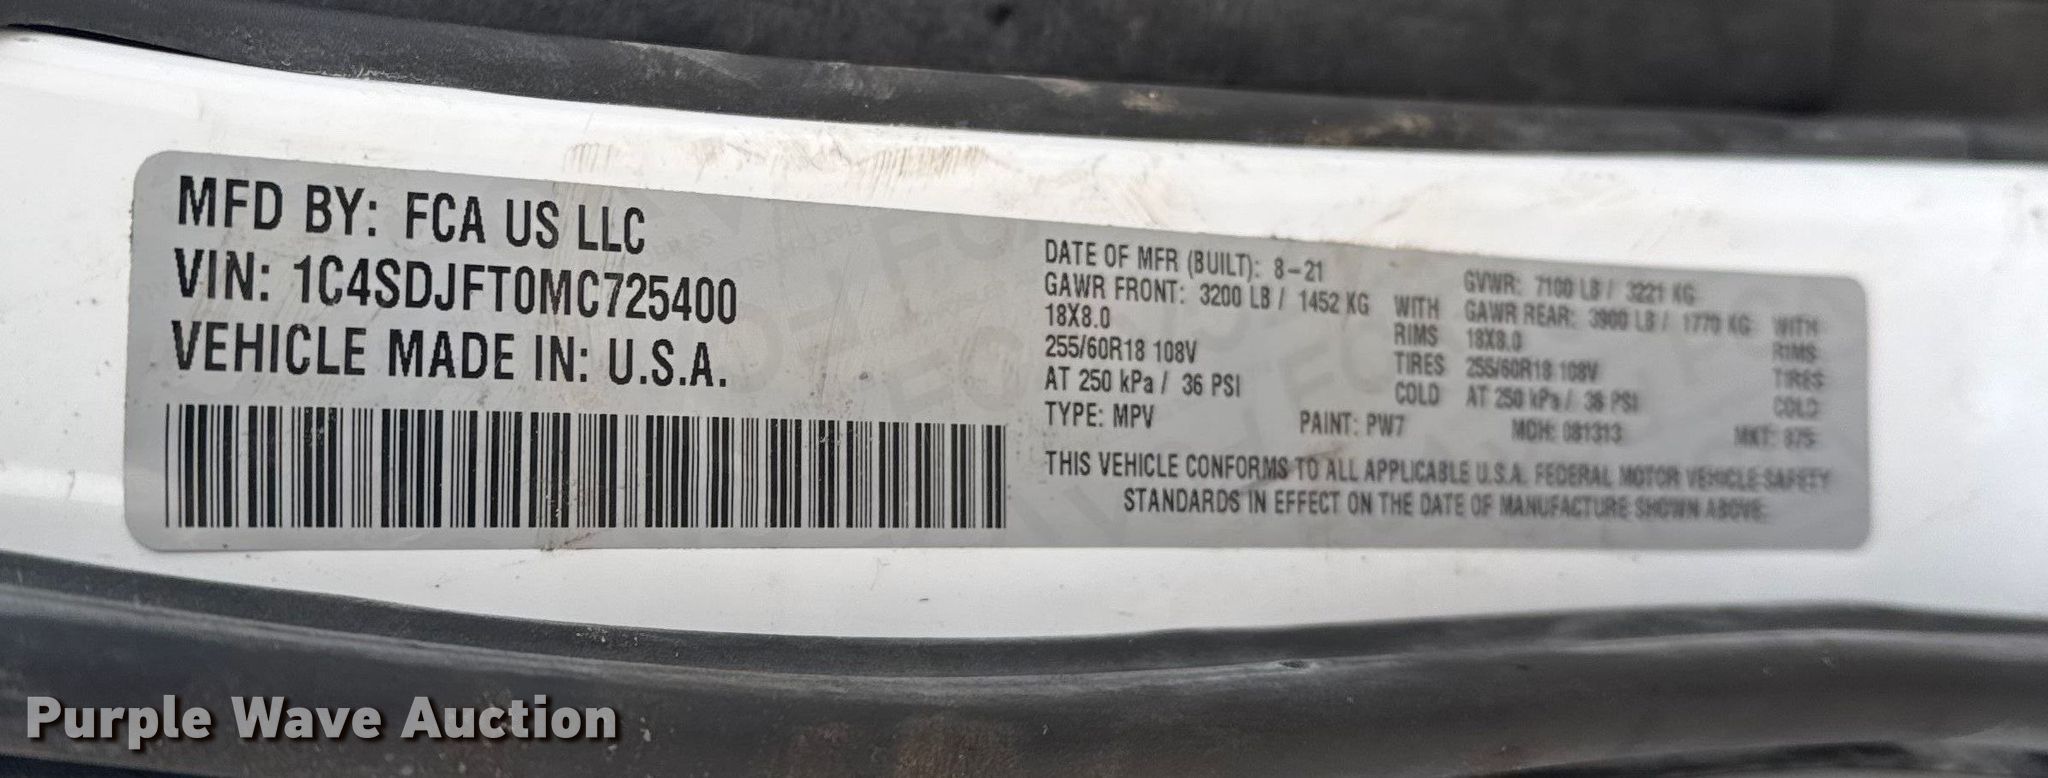 MFD BY: FCA US LLC
VIN: 1C4SDJFT0MC725400
VEHICLE MADE IN: U.S.A.
DATE OF MFR (BUILT): 8-21 GVWR: 7100 LB / 3221 KG
GAWR FRONT: 3200 LB / 1452 KG WITH GAWR REAR: 3900 LB / 1770 KG WITH
18X8.0 RIMS 18X8.0 RIMS
255/60R18 108V TIRES 255/60R18 108V TIRES
AT 250 kPa / 36 PSI COLD AT 250 kPa / 36 PSI COLD
TYPE: MPV PAINT: PW7 MDH: 081313 MKT:
THIS VEHICLE CONFORMS TO ALL APPLICABLE U.S.A. FEDERAL MOTOR VEHICLE SAFETY
STANDARDS IN EFFECT ON THE DATE OF MANUFACTURE SHOWN ABOVE.
Purple Wave Auction